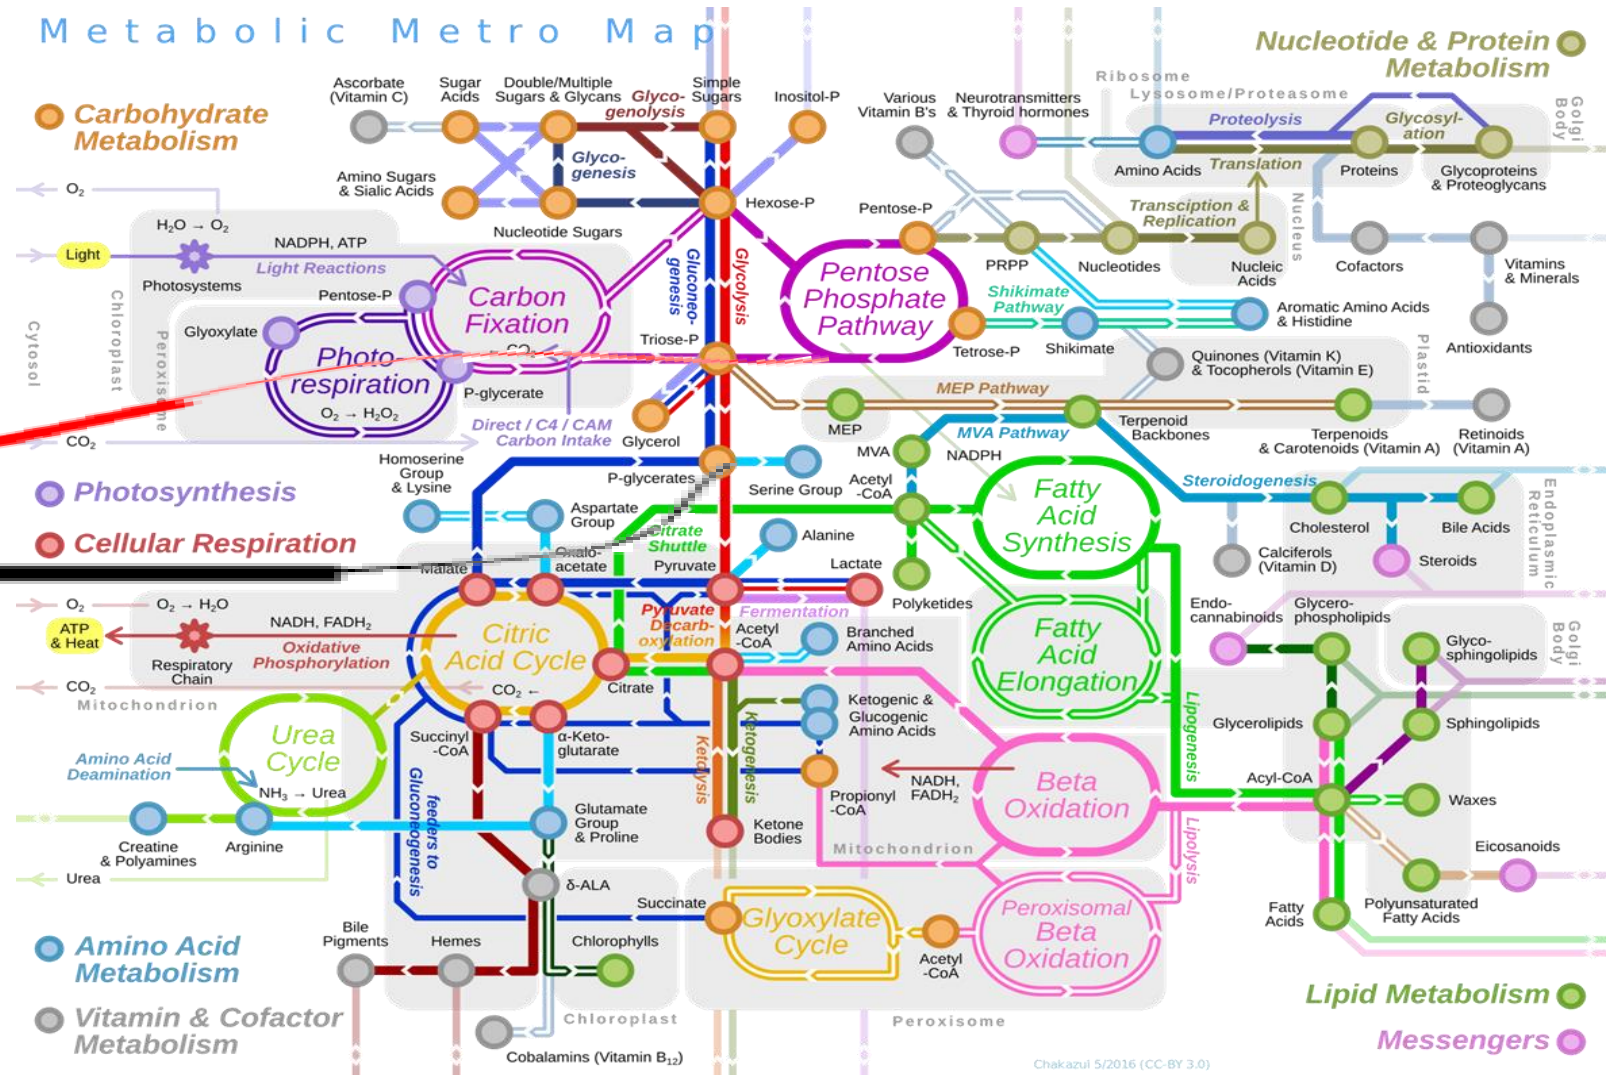 Metabolic Metro Map
Nucleotide & Protein
Metabolism
Carbohydrate
Metabolism
Ascorbate
(Vitamin C)
Sugar
Acids
Double/Multiple
Sugars & Glycans
Glyco-
genolysis
Simple
Sugars
Inositol-P
Various
Vitamin B's
Neurotransmitters
& Thyroid hormones
Ribosome
Lysosome/Proteasome
Golgi
Body
Proteolysis
Glycosyl-
ation
Translation
Amino Acids
Proteins
Glycoproteins
& Proteoglycans
Glyco-
genesis
Amino Sugars
& Sialic Acids
Hexose-P
Nucleotide Sugars
Pentose-P
Transciption &
Replication
Nucleus
PRPP
Nucleotides
Nucleic
Acids
Cofactors
Vitamins
& Minerals
Antioxidants
O₂
H₂O → O₂
Light
NADPH, ATP
Light Reactions
Photosystems
Pentose-P
Glyoxylate
Cytosol
Chloroplast
Peroxisome
Carbon
Fixation
CO₂
Photo-
respiration
O₂ → H₂O₂
P-glycerate
Direct / C4 / CAM
Carbon Intake
CO₂
Gluconeo-
genesis
Glycolysis
Triose-P
Glycerol
Pentose
Phosphate
Pathway
Tetrose-P
Shikimate
Pathway
Shikimate
Aromatic Amino Acids
& Histidine
Quinones (Vitamin K)
& Tocopherols (Vitamin E)
Plastid
MEP Pathway
MEP
Terpenoid
Backbones
Terpenoids
& Carotenoids (Vitamin A)
Retinoids
(Vitamin A)
MVA Pathway
MVA
NADPH
Photosynthesis
Homoserine
Group
& Lysine
P-glycerates
Serine Group
Acetyl
-CoA
Aspartate
Group
Citrate
Shuttle
Alanine
Fatty
Acid
Synthesis
Steroidogenesis
Cholesterol
Bile Acids
Endoplasmic
Reticulum
Calciferols
(Vitamin D)
Steroids
Cellular Respiration
Malate
Oxalo-
acetate
Pyruvate
Lactate
Polyketides
Fermentation
Pyruvate
Decarb-
oxylation
Acetyl
-CoA
Branched
Amino Acids
O₂
O₂ → H₂O
ATP
& Heat
NADH, FADH₂
Oxidative
Phosphorylation
Respiratory
Chain
CO₂
Mitochondrion
Citric
Acid Cycle
CO₂ ←
Citrate
Succinyl
-CoA
α-Keto-
glutarate
Ketogenic &
Glucogenic
Amino Acids
Fatty
Acid
Elongation
Endo-
cannabinoids
Glycero-
phospholipids
Glyco-
sphingolipids
Golgi
Body
Glycerolipids
Sphingolipids
Lipogenesis
Acyl-CoA
Waxes
Urea
Cycle
Amino Acid
Deamination
NH₃ → Urea
Creatine
& Polyamines
Arginine
Urea
feeders to
Gluconeogenesis
Glutamate
Group
& Proline
Ketolysis
Ketogenesis
Ketone
Bodies
Propionyl
-CoA
NADH,
FADH₂
Beta
Oxidation
Mitochondrion
Lipolysis
Eicosanoids
Polyunsaturated
Fatty Acids
Fatty
Acids
δ-ALA
Succinate
Glyoxylate
Cycle
Acetyl
-CoA
Peroxisomal
Beta
Oxidation
Peroxisome
Bile
Pigments
Hemes
Chlorophylls
Chloroplast
Cobalamins (Vitamin B₁₂)
Amino Acid
Metabolism
Vitamin & Cofactor
Metabolism
Lipid Metabolism
Messengers
Chakazul 5/2016 (CC-BY 3.0)